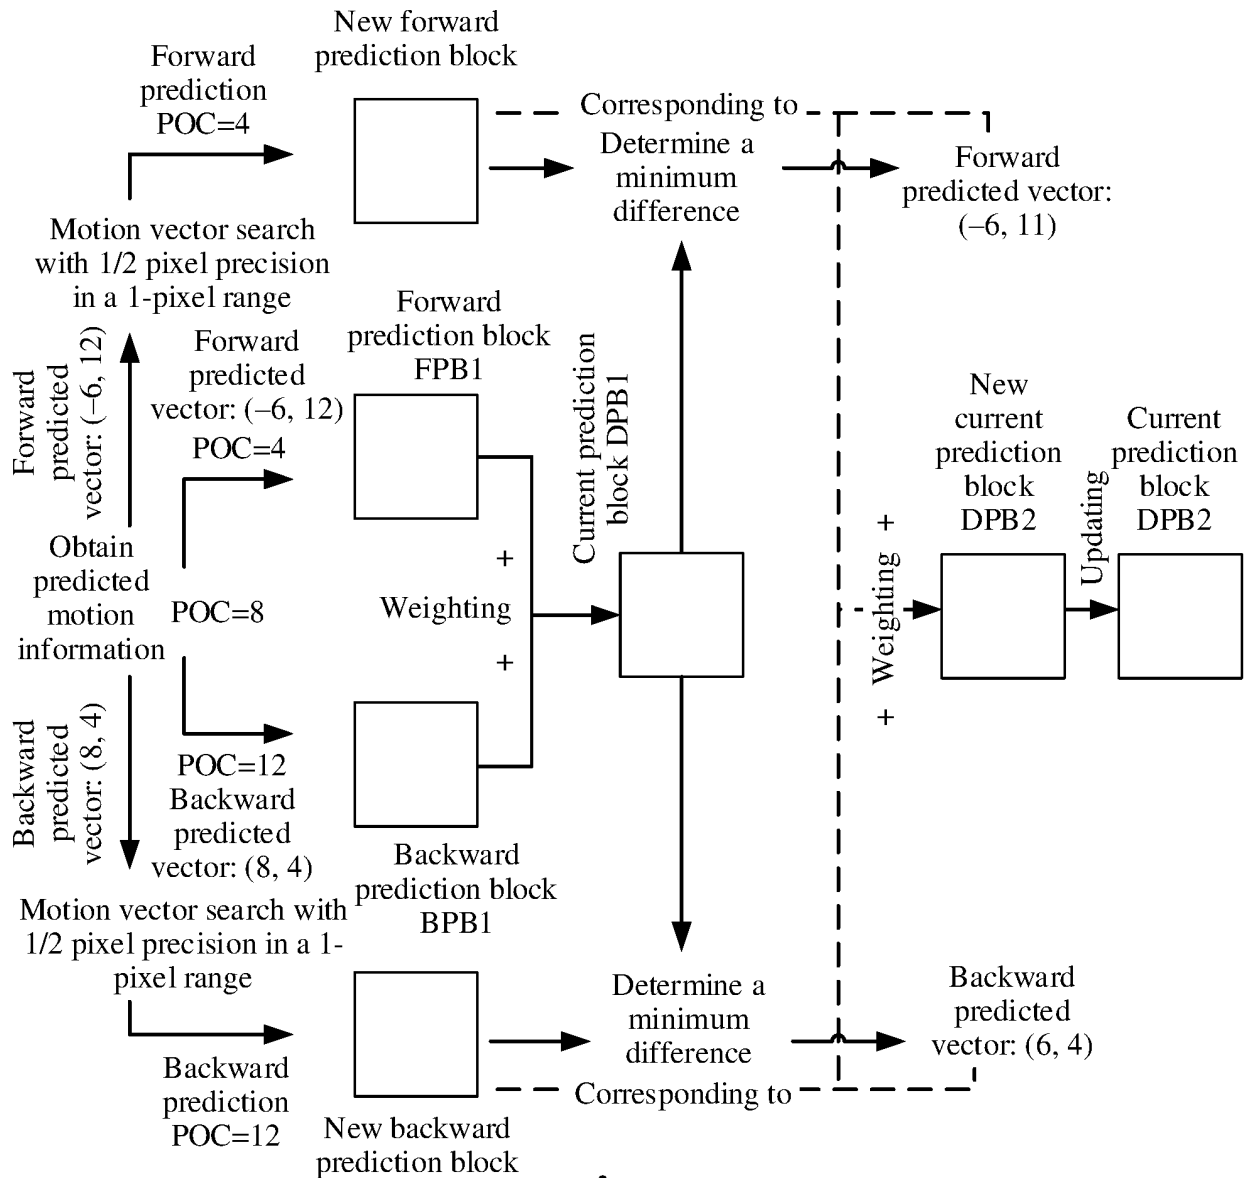 New forward
prediction block
Forward
prediction
POC=4
Corresponding to
Determine a
minimum
difference
Forward
predicted vector:
(–6, 11)
Motion vector search
with 1/2 pixel precision
in a 1-pixel range
Forward
predicted
vector: (–6, 12)
Forward
predicted
vector: (–6, 12)
POC=4
Forward
prediction block
FPB1
Current prediction
block DPB1
New
current
prediction
block
DPB2
Current
prediction
block
DPB2
Updating
Obtain
predicted
motion
information
POC=8
+
Weighting
+
+
Weighting
+
Backward
predicted
vector: (8, 4)
POC=12
Backward
predicted
vector: (8, 4)
Backward
prediction block
BPB1
Motion vector search with
1/2 pixel precision in a 1-
pixel range
Determine a
minimum
difference
Backward
predicted
vector: (6, 4)
Backward
prediction
POC=12
Corresponding to
New backward
prediction block